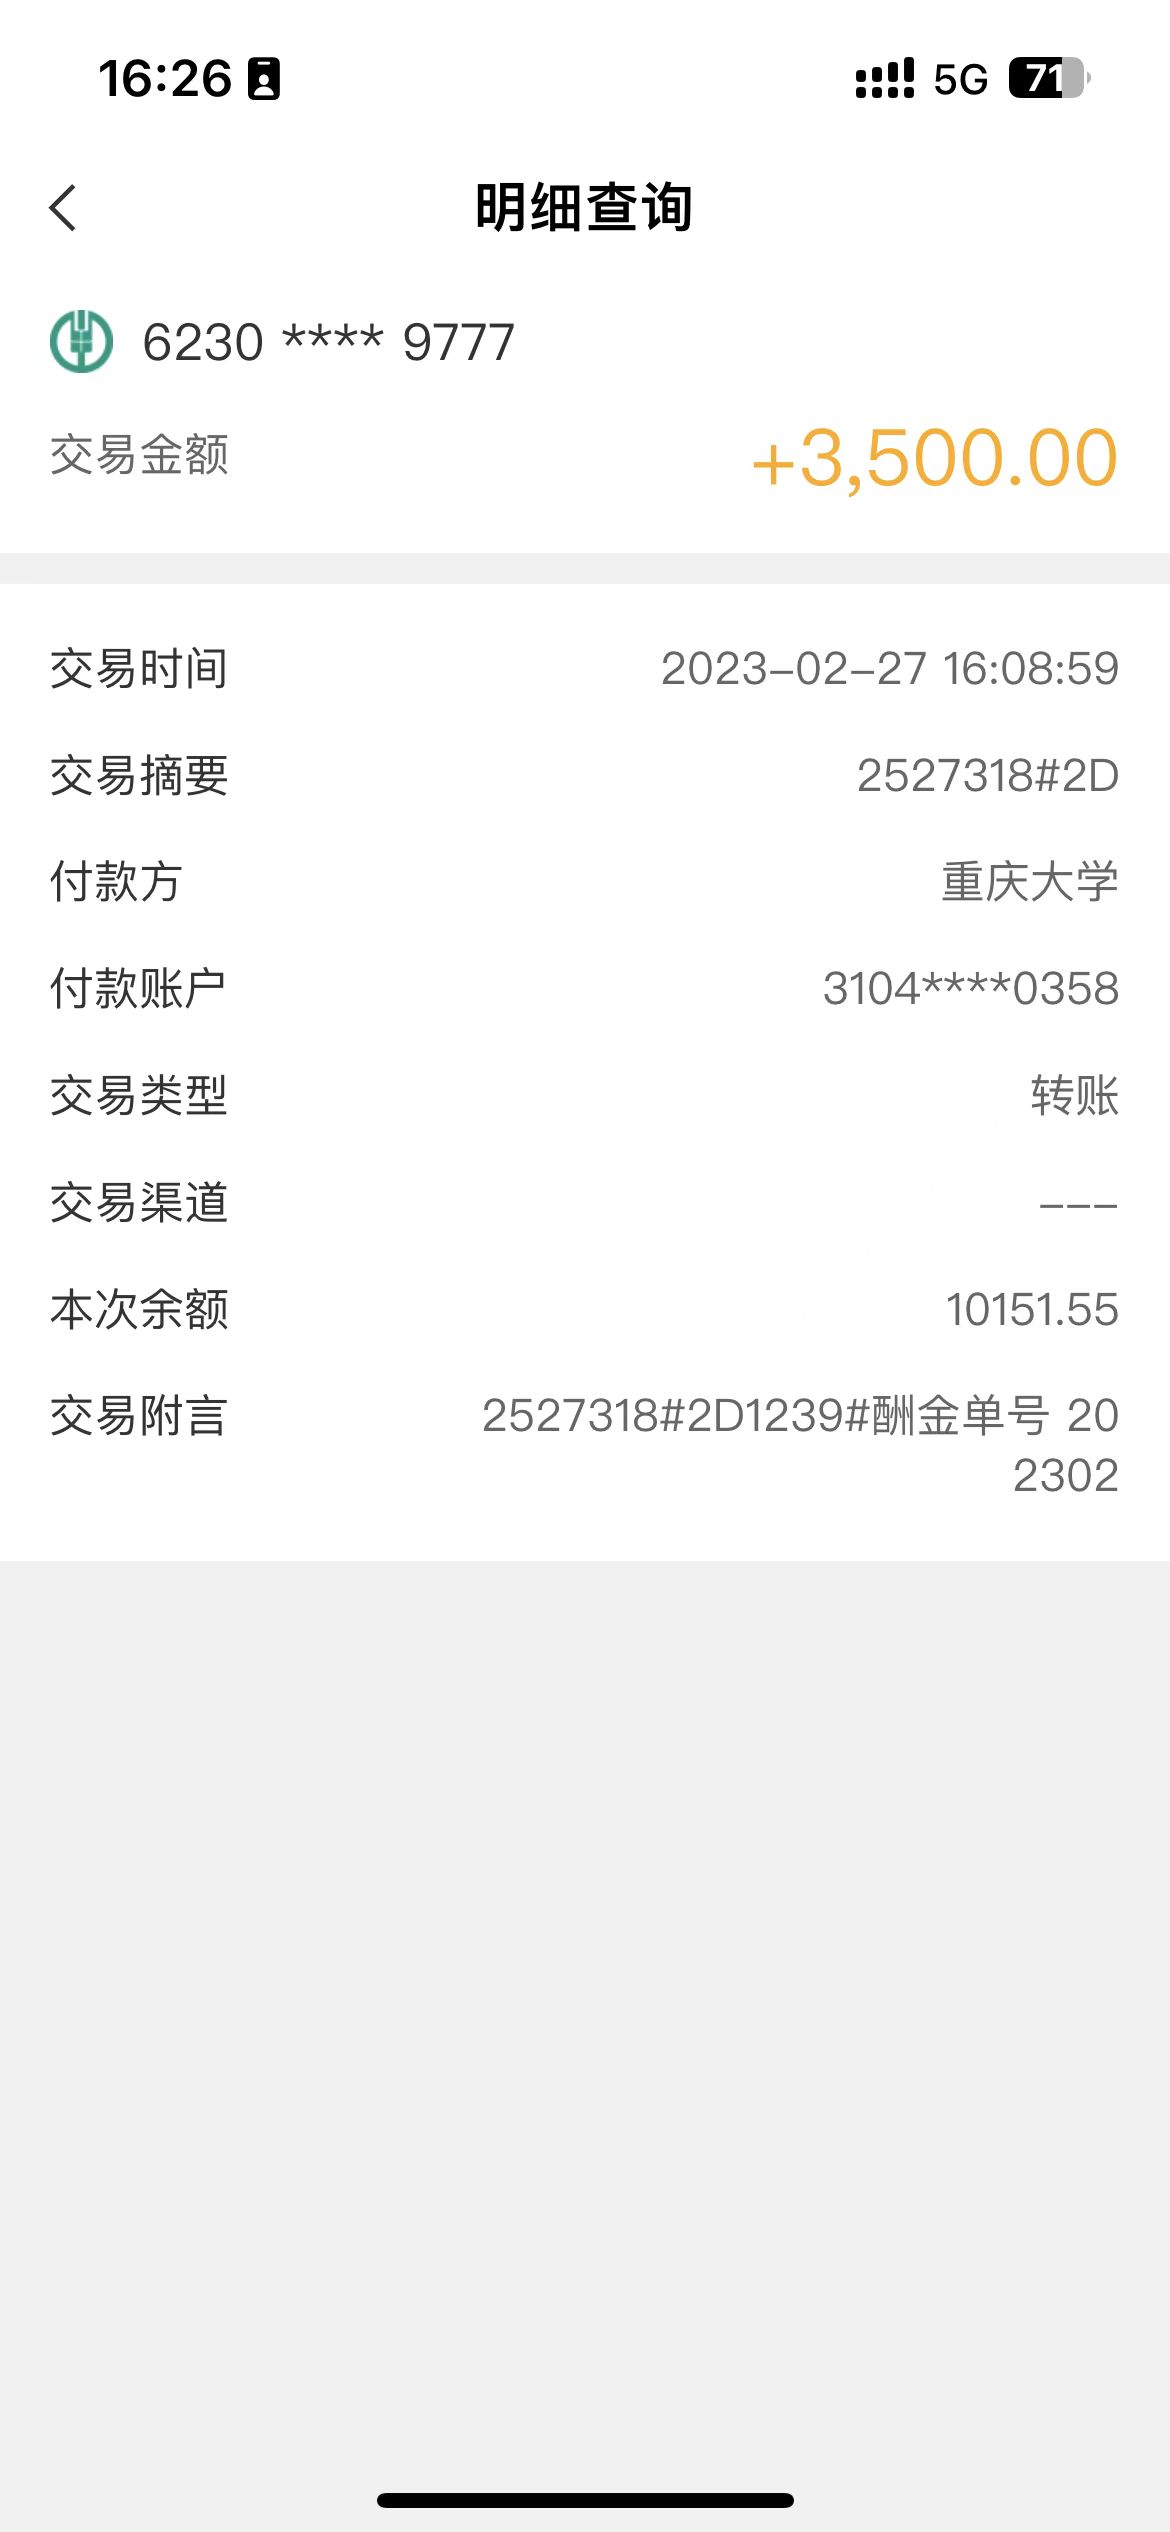 16:26 5G 71
明细查询
6230 **** 9777
交易金额 +3,500.00
交易时间 2023-02-27 16:08:59
交易摘要 2527318#2D
付款方 重庆大学
付款账户 3104****0358
交易类型 转账
交易渠道 ---
本次余额 10151.55
交易附言 2527318#2D1239#酬金单号 20
2302